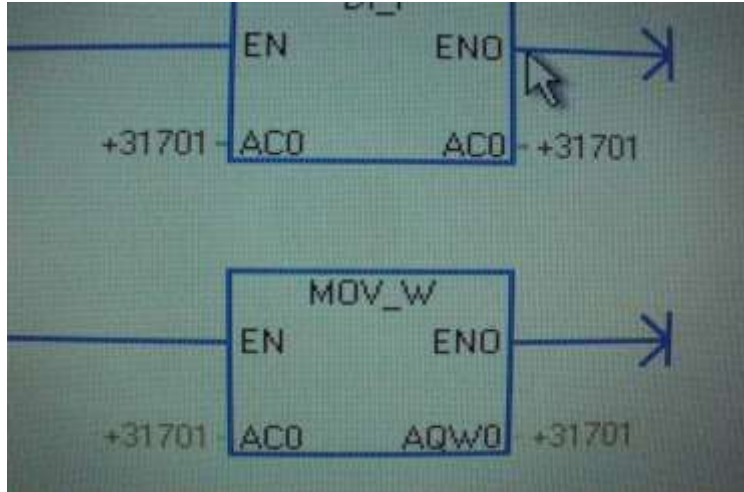 EN ENO
+31701 AC0 AC0 +31701
MOV_W
EN ENO
+31701 AC0 AQW0 +31701